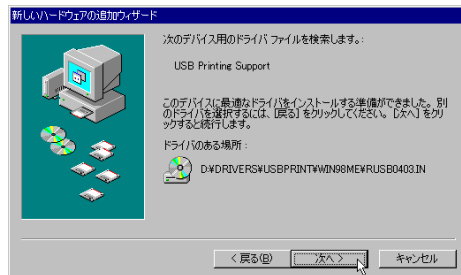 新しいハードウェアの追加ウィザード
次のデバイス用のドライバ ファイルを検索します。:
USB Printing Support
このデバイスに最適なドライバをインストールする準備ができました。別
のドライバを選択するには、[戻る] をクリックしてください。[次へ] をクリ
ックすると続行します。
ドライバのある場所 :
D:¥DRIVERS¥USBPRINT¥WIN98ME¥RUSB0403.IN
< 戻る(B)
次へ >
キャンセル